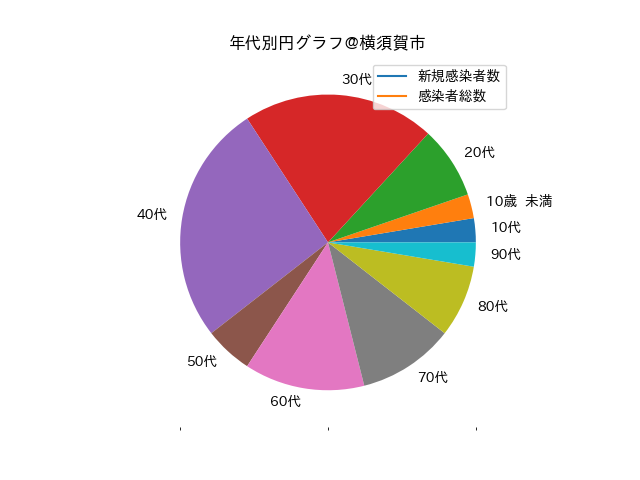 年代別円グラフ@横須賀市
新規感染者数
感染者総数
30代
20代
10歳 未満
10代
90代
80代
70代
60代
50代
40代